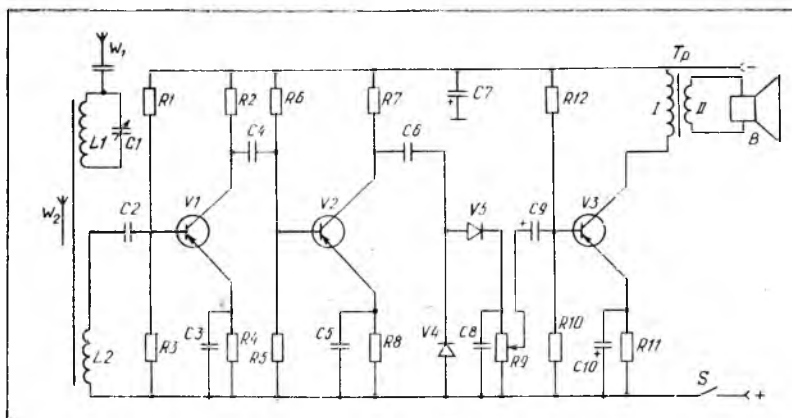 W₁
Tр
−
R1
R2
R6
R7
C7
R12
I
II
L1
C1
C4
C6
B
W₂
C2
V1
V2
V5
C9
V3
L2
R3
C3
R4
R5
C5
R8
V4
C8
R9
R10
C10
R11
S
+